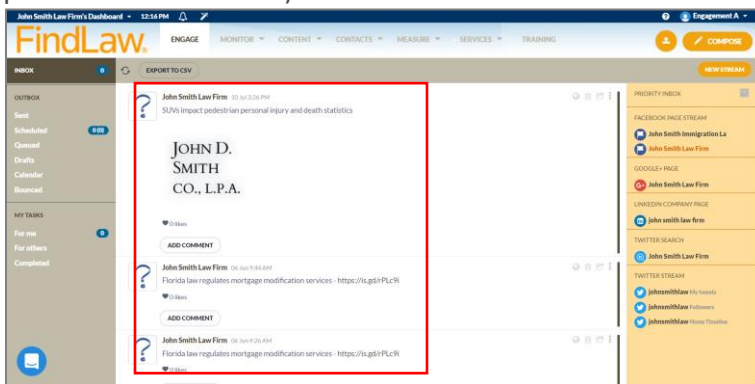 John Smith Law Firm's Dashboard 12:16 PM Engagement A
FindLaw.
ENGAGE MONITOR CONTENT CONTACTS MEASURE SERVICES TRAINING
COMPOSE
INBOX 0
EXPORT TO CSV
NEW STREAM
OUTBOX
Sent
Scheduled 0 (0)
Queued
Drafts
Calendar
Bounced
MY TASKS
For me 0
For others
Completed
John Smith Law Firm 10 Jul 3:26 PM
SUVs impact pedestrian personal injury and death statistics
JOHN D.
SMITH
CO., L.P.A.
0 likes
ADD COMMENT
John Smith Law Firm 06 Jun 9:44 AM
Florida law regulates mortgage modification services - https://is.gd/rPLc9i
0 likes
ADD COMMENT
John Smith Law Firm 06 Jun 9:26 AM
Florida law regulates mortgage modification services - https://is.gd/rPLc9i
0 likes
PRIORITY INBOX
FACEBOOK PAGE STREAM
John Smith Immigration La
John Smith Law Firm
GOOGLE+ PAGE
John Smith Law Firm
LINKEDIN COMPANY PAGE
john smith law firm
TWITTER SEARCH
John Smith Law Firm
TWITTER STREAM
johnsmithlaw My tweets
johnsmithlaw Followers
johnsmithlaw Home Timeline